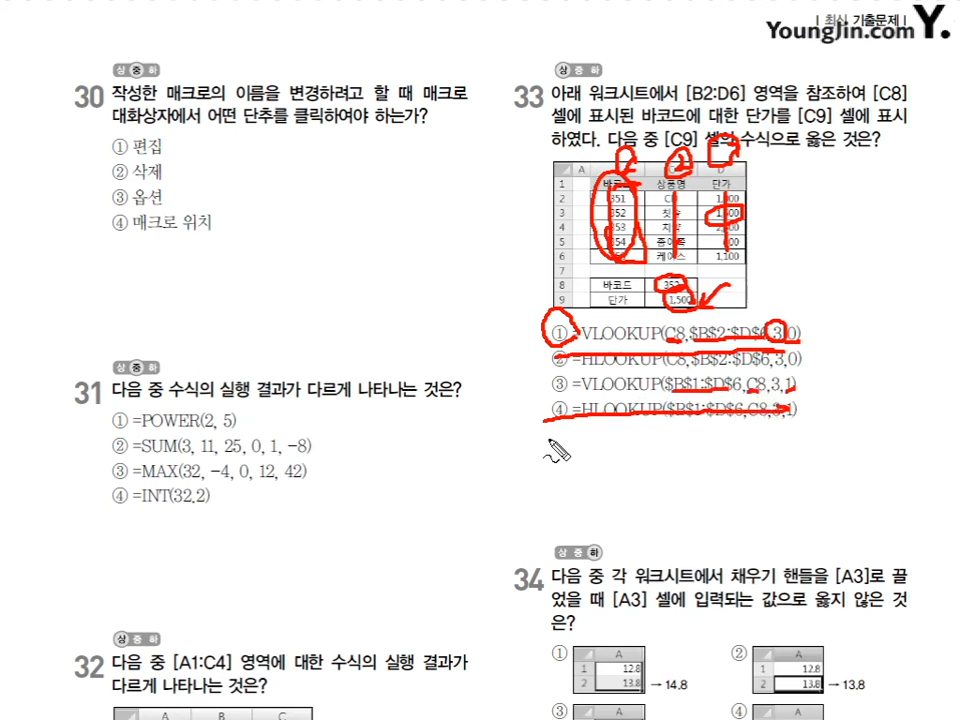 | 최신 기출문제 |
YoungJin.com Y.
상 중 하
30 작성한 매크로의 이름을 변경하려고 할 때 매크로
대화상자에서 어떤 단추를 클릭하여야 하는가?
① 편집
② 삭제
③ 옵션
④ 매크로 위치
상 중 하
31 다음 중 수식의 실행 결과가 다르게 나타나는 것은?
① =POWER(2, 5)
② =SUM(3, 11, 25, 0, 1, -8)
③ =MAX(32, -4, 0, 12, 42)
④ =INT(32.2)
상 중 하
32 다음 중 [A1:C4] 영역에 대한 수식의 실행 결과가
다르게 나타나는 것은?
A B C
상 중 하
33 아래 워크시트에서 [B2:D6] 영역을 참조하여 [C8]
셀에 표시된 바코드에 대한 단가를 [C9] 셀에 표시
하였다. 다음 중 [C9] 셀의 수식으로 옳은 것은?
A
1 바코드 상품명 단가
2 351
3 352
4 353
5 354
6 케이스 1,100
7
8 바코드 352
9 단가 1,500
① =VLOOKUP(C8,$B$2:$D$6,3,0)
② =HLOOKUP(C8,$B$2:$D$6,3,0)
③ =VLOOKUP($B$1:$D$6,C8,3,1)
④ =HLOOKUP($B$1:$D$6,C8,3,1)
상 중 하
34 다음 중 각 워크시트에서 채우기 핸들을 [A3]로 끌
었을 때 [A3] 셀에 입력되는 값으로 옳지 않은 것
은?
① A ② A
1 12.8 1 12.8
2 13.8 → 14.8 2 13.8 → 13.8
③ A ④ A